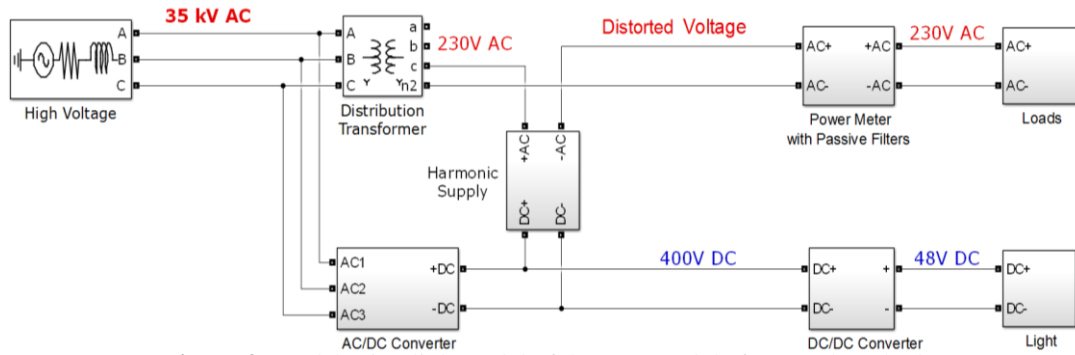 35 kV AC
A
B
C
High Voltage
A
B
C
a
b
c
n2
Y
Y
Distribution
Transformer
230V AC
Distorted Voltage
AC+
AC-
+AC
-AC
Power Meter
with Passive Filters
230V AC
AC+
AC-
Loads
+AC
-AC
DC+
DC-
Harmonic
Supply
AC1
AC2
AC3
+DC
-DC
AC/DC Converter
400V DC
DC+
DC-
+
-
DC/DC Converter
48V DC
DC+
DC-
Light